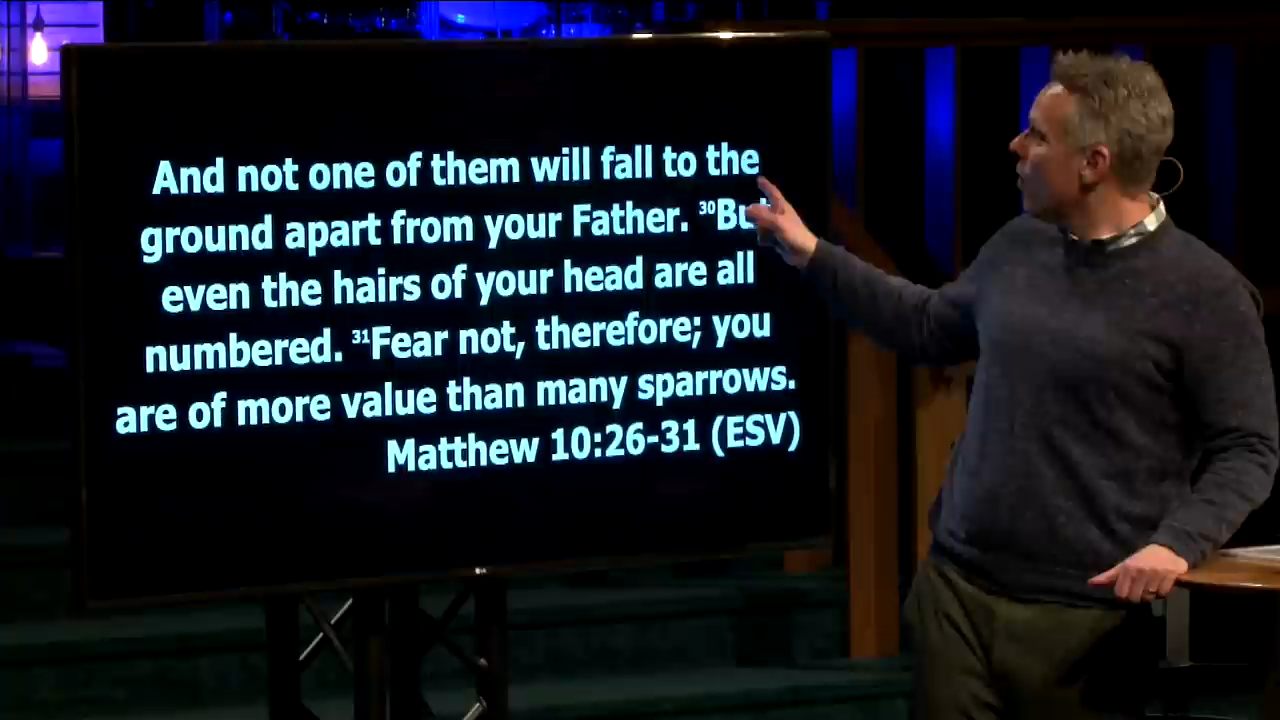 And not one of them will fall to the
ground apart from your Father. ³⁰But
even the hairs of your head are all
numbered. ³¹Fear not, therefore; you
are of more value than many sparrows.
Matthew 10:26-31 (ESV)